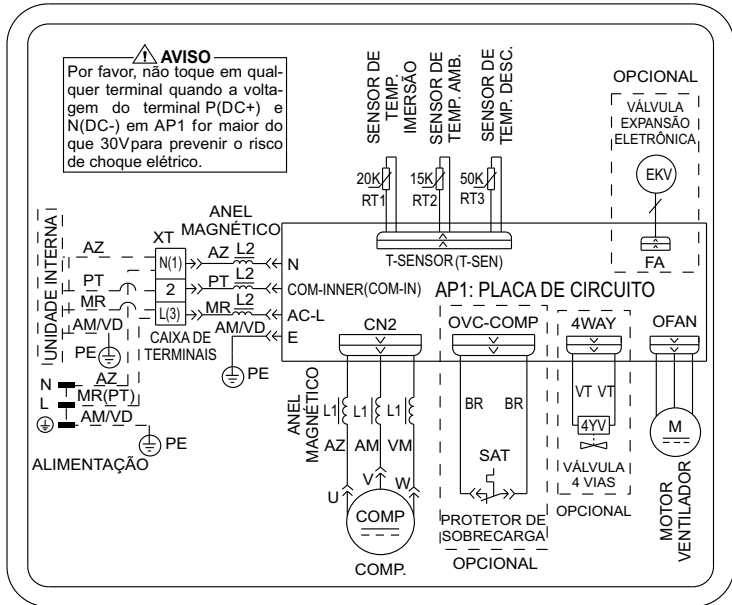 AVISO
Por favor, não toque em qual-
quer terminal quando a volta-
gem do terminal P(DC+) e
N(DC-) em AP1 for maior do
que 30V para prevenir o risco
de choque elétrico.
SENSOR DE
TEMP.
IMERSÃO
SENSOR DE
TEMP. AMB.
SENSOR DE
TEMP. DESC.
20K
RT1
15K
RT2
50K
RT3
OPCIONAL
VÁLVULA
EXPANSÃO
ELETRÔNICA
EKV
FA
T-SENSOR (T-SEN)
UNIDADE INTERNA
AZ
PT
MR
AM/VD
PE
XT
N(1)
2
L(3)
CAIXA DE
TERMINAIS
ANEL
MAGNÉTICO
AZ L2
PT L2
MR L2
AM/VD
PE
N
COM-INNER(COM-IN)
AC-L
E
AP1: PLACA DE CIRCUITO
N
L
AZ
MR(PT)
AM/VD
PE
ALIMENTAÇÃO
CN2
ANEL
MAGNÉTICO
L1 L1 L1
AZ AM VM
U V W
COMP
COMP.
OVC-COMP
BR BR
SAT
PROTETOR DE
SOBRECARGA
OPCIONAL
4WAY
VT VT
4YV
VÁLVULA
4 VIAS
OPCIONAL
OFAN
M
MOTOR
VENTILADOR